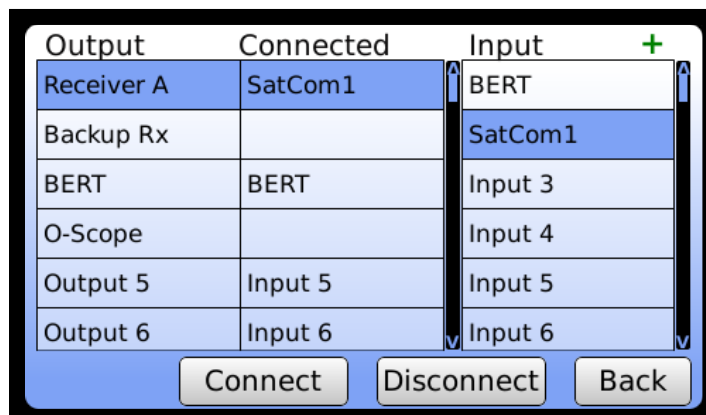 Output Connected Input +
Receiver A SatCom1 BERT
Backup Rx SatCom1
BERT BERT Input 3
O-Scope Input 4
Output 5 Input 5 Input 5
Output 6 Input 6 Input 6
Connect Disconnect Back